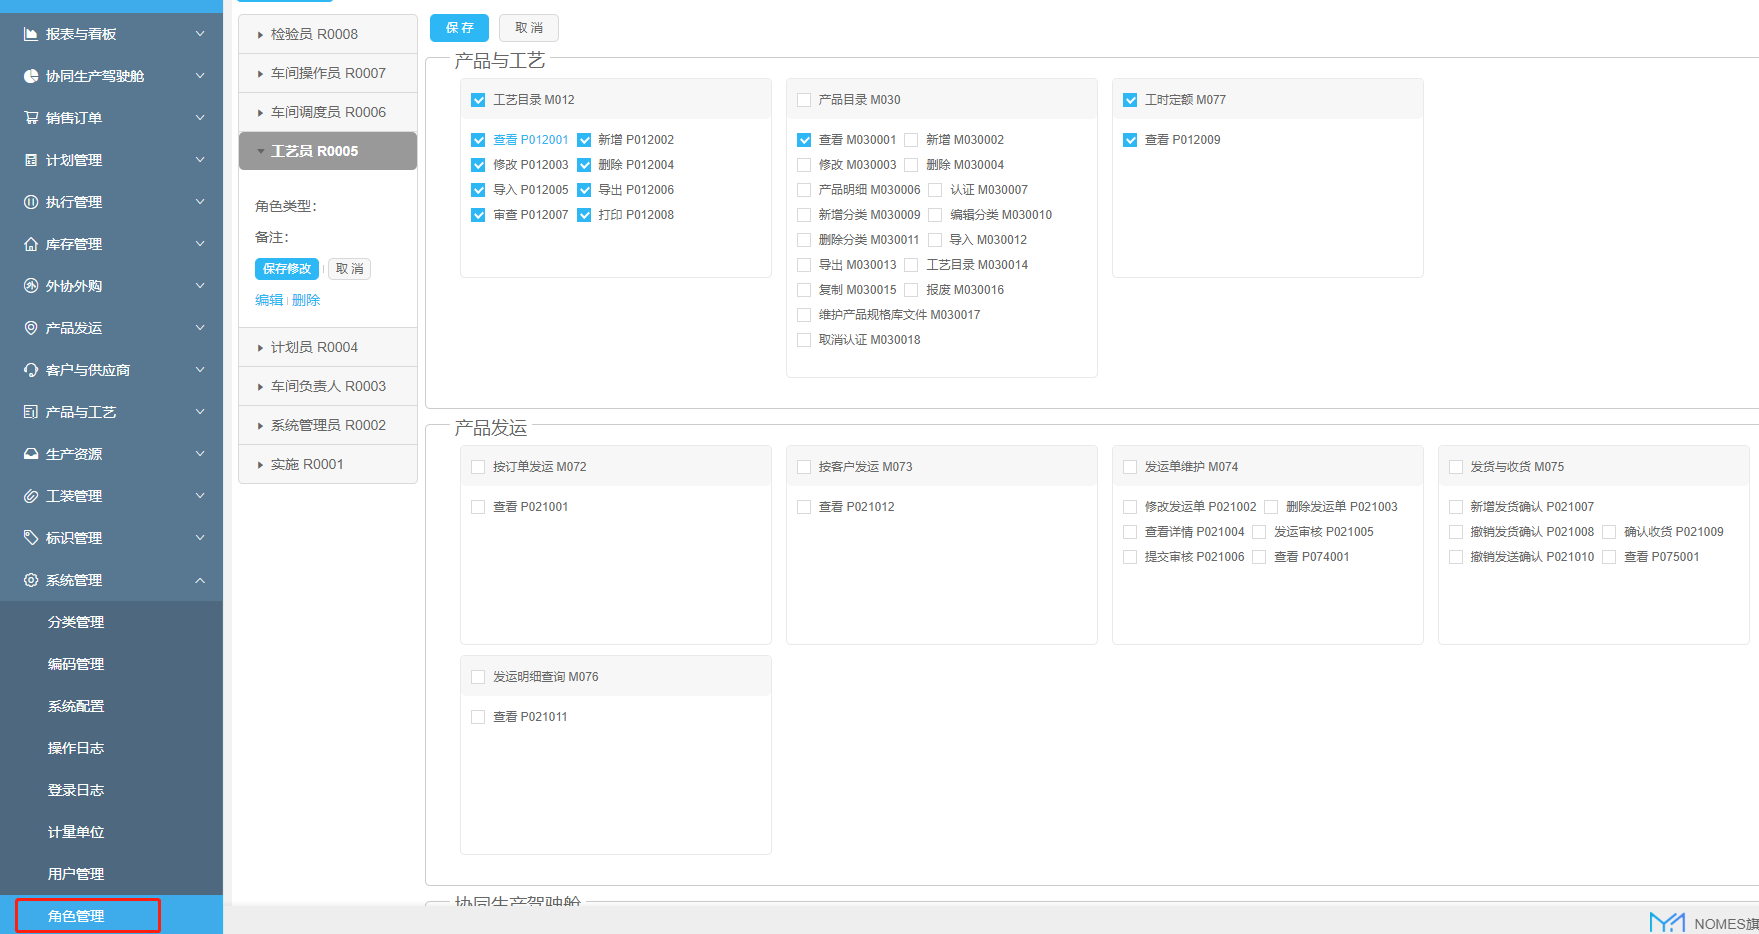 报表与看板
协同生产驾驶舱
销售订单
计划管理
执行管理
库存管理
外协外购
产品发运
客户与供应商
产品与工艺
生产资源
工装管理
标识管理
系统管理
分类管理
编码管理
系统配置
操作日志
登录日志
计量单位
用户管理
角色管理
检验员 R0008
车间操作员 R0007
车间调度员 R0006
工艺员 R0005
角色类型：
备注：
保存修改 取 消
编辑 删除
计划员 R0004
车间负责人 R0003
系统管理员 R0002
实施 R0001
保 存 取 消
产品与工艺
工艺目录 M012
查看 P012001 新增 P012002
修改 P012003 删除 P012004
导入 P012005 导出 P012006
审查 P012007 打印 P012008
产品目录 M030
查看 M030001 新增 M030002
修改 M030003 删除 M030004
产品明细 M030006 认证 M030007
新增分类 M030009 编辑分类 M030010
删除分类 M030011 导入 M030012
导出 M030013 工艺目录 M030014
复制 M030015 报废 M030016
维护产品规格库文件 M030017
取消认证 M030018
工时定额 M077
查看 P012009
产品发运
按订单发运 M072
查看 P021001
按客户发运 M073
查看 P021012
发运单维护 M074
修改发运单 P021002 删除发运单 P021003
查看详情 P021004 发运审核 P021005
提交审核 P021006 查看 P074001
发货与收货 M075
新增发货确认 P021007
撤销发货确认 P021008 确认收货 P021009
撤销发送确认 P021010 查看 P075001
发运明细查询 M076
查看 P021011
协同生产驾驶舱
NOMES旗